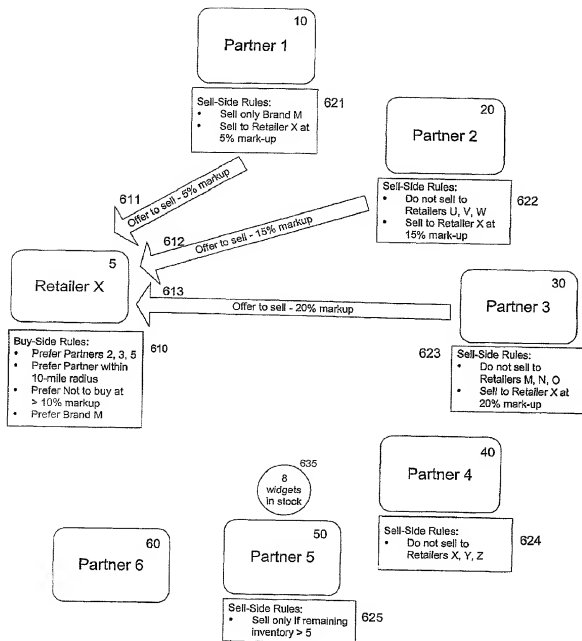 10
Partner 1
Sell-Side Rules:
• Sell only Brand M
• Sell to Retailer X at
5% mark-up
621
20
Partner 2
Sell-Side Rules:
• Do not sell to
Retailers U, V, W
• Sell to Retailer X at
15% mark-up
622
611
Offer to sell - 5% markup
612
Offer to sell - 15% markup
613
Offer to sell - 20% markup
5
Retailer X
Buy-Side Rules:
• Prefer Partners 2, 3, 5
• Prefer Partner within
10-mile radius
• Prefer Not to buy at
> 10% markup
• Prefer Brand M
610
30
Partner 3
623
Sell-Side Rules:
• Do not sell to
Retailers M, N, O
• Sell to Retailer X at
20% mark-up
40
Partner 4
Sell-Side Rules:
• Do not sell to
Retailers X, Y, Z
624
635
8
widgets
in stock
50
Partner 5
Sell-Side Rules:
• Sell only if remaining
inventory > 5
625
60
Partner 6